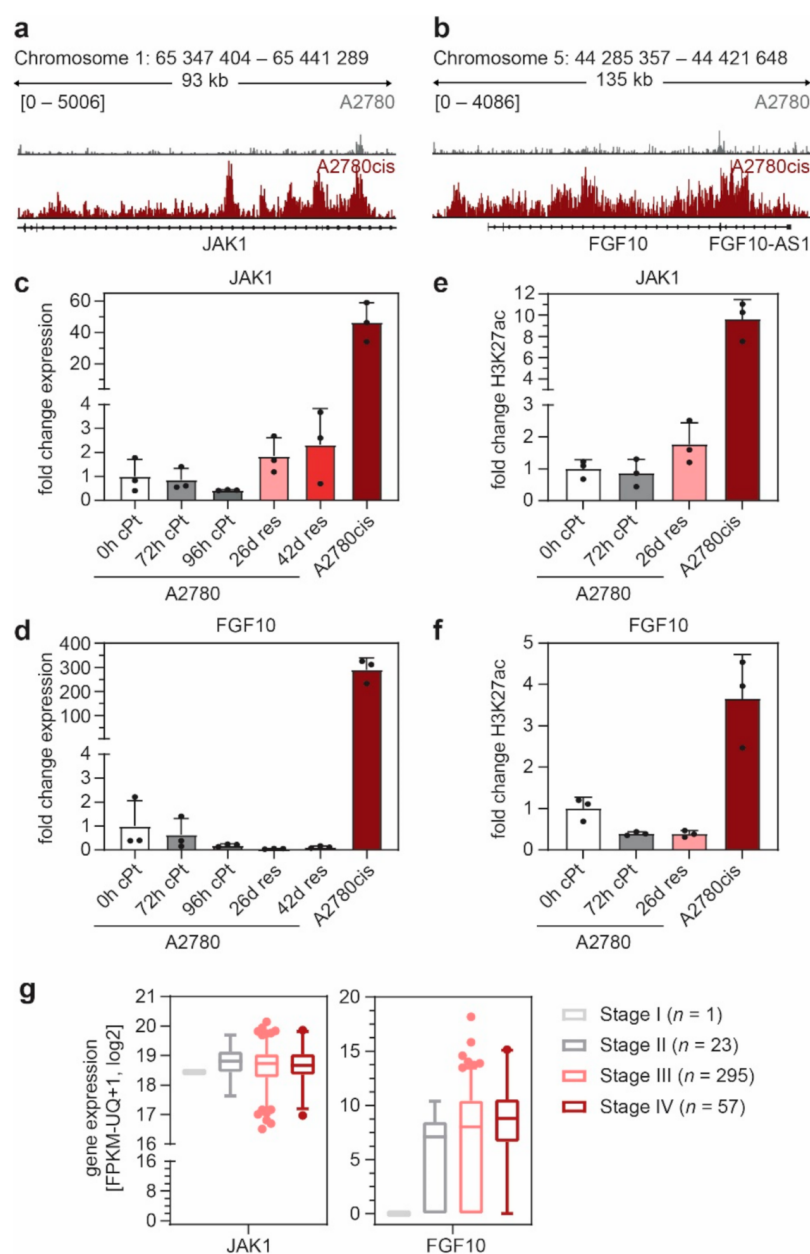 a
Chromosome 1: 65 347 404 – 65 441 289
93 kb
[0 – 5006] A2780
A2780cis
JAK1
b
Chromosome 5: 44 285 357 – 44 421 648
135 kb
[0 – 4086] A2780
A2780cis
FGF10 FGF10-AS1
c
JAK1
fold change expression
60
40
20
4
3
2
1
0
0h cPt
72h cPt
96h cPt
26d res
42d res
A2780cis
A2780
e
JAK1
fold change H3K27ac
12
10
8
6
4
3
2
1
0
0h cPt
72h cPt
26d res
A2780cis
A2780
d
FGF10
fold change expression
400
300
200
100
4
3
2
1
0
0h cPt
72h cPt
96h cPt
26d res
42d res
A2780cis
A2780
f
FGF10
fold change H3K27ac
5
4
3
2
1
0
0h cPt
72h cPt
26d res
A2780cis
A2780
g
gene expression
[FPKM-UQ+1, log2]
21
20
19
18
17
16
16
12
8
4
0
JAK1
20
15
10
5
0
FGF10
Stage I (n = 1)
Stage II (n = 23)
Stage III (n = 295)
Stage IV (n = 57)